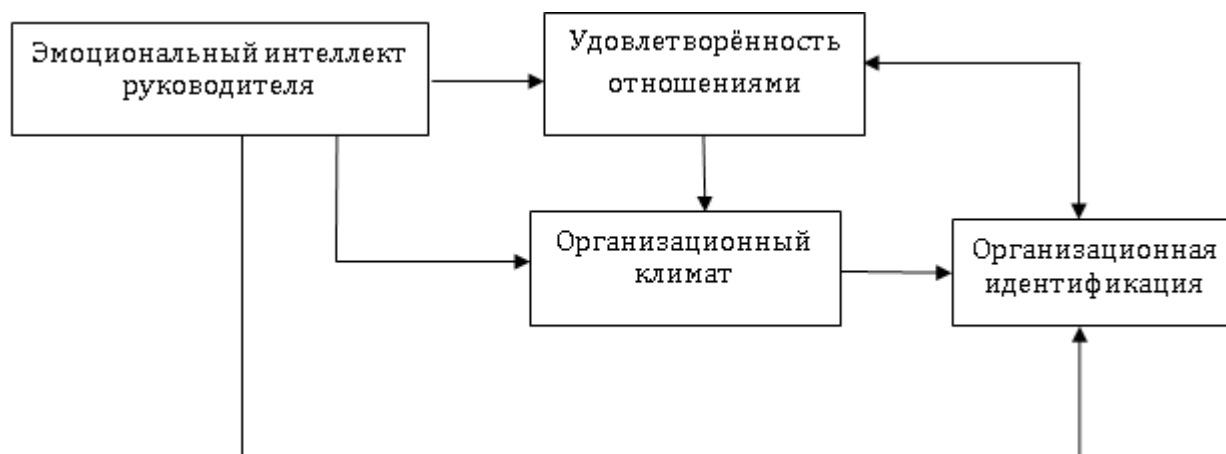 Эмоциональный интеллект
руководителя
Удовлетворённость
отношениями
Организационный
климат
Организационная
идентификация